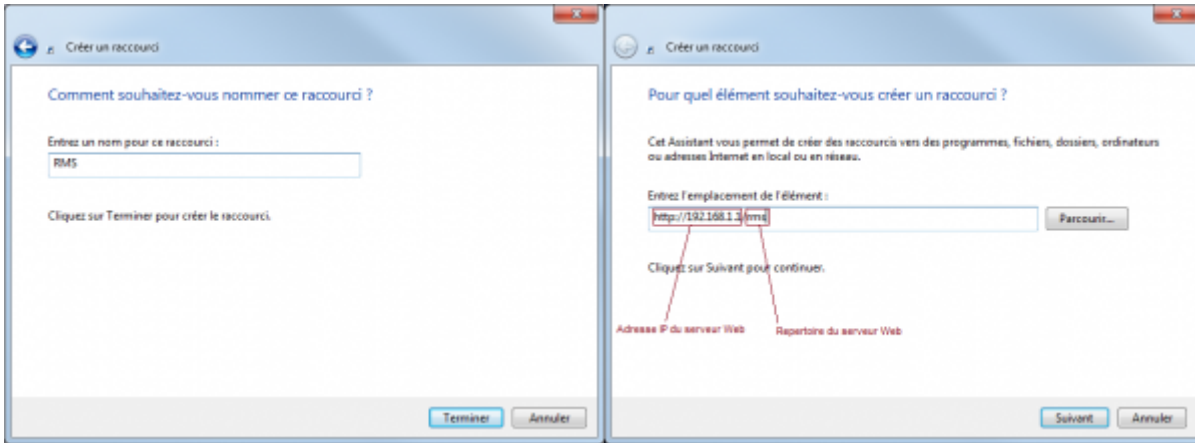 Créer un raccourci
Comment souhaitez-vous nommer ce raccourci ?
Entrez un nom pour ce raccourci :
RMS
Cliquez sur Terminer pour créer le raccourci.
Terminer
Annuler
Créer un raccourci
Pour quel élément souhaitez-vous créer un raccourci ?
Cet Assistant vous permet de créer des raccourcis vers des programmes, fichiers, dossiers, ordinateurs
ou adresses Internet en local ou en réseau.
Entrez l'emplacement de l'élément :
http://192.168.1.1/rms
Parcourir...
Cliquez sur Suivant pour continuer.
Adresse IP du serveur Web
Repertoire du serveur Web
Suivant
Annuler